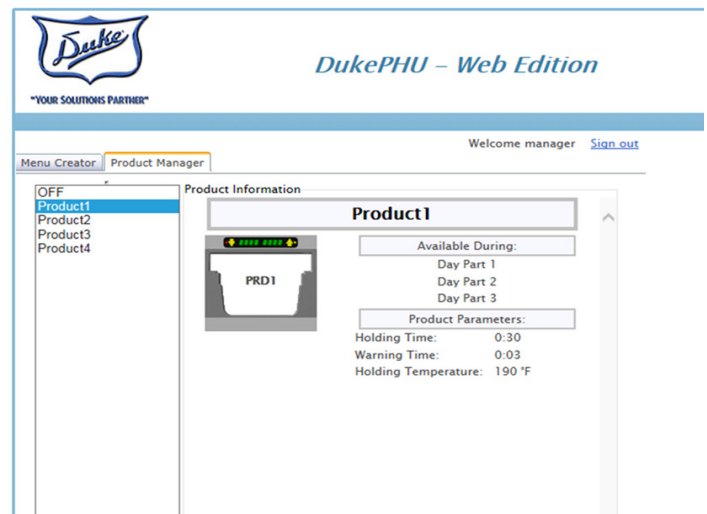 Duke
"YOUR SOLUTIONS PARTNER"
DukePHU – Web Edition
Welcome manager Sign out
Menu Creator Product Manager
OFF
Product1
Product2
Product3
Product4
Product Information
Product1
PRD1
Available During:
Day Part 1
Day Part 2
Day Part 3
Product Parameters:
Holding Time: 0:30
Warning Time: 0:03
Holding Temperature: 190 °F